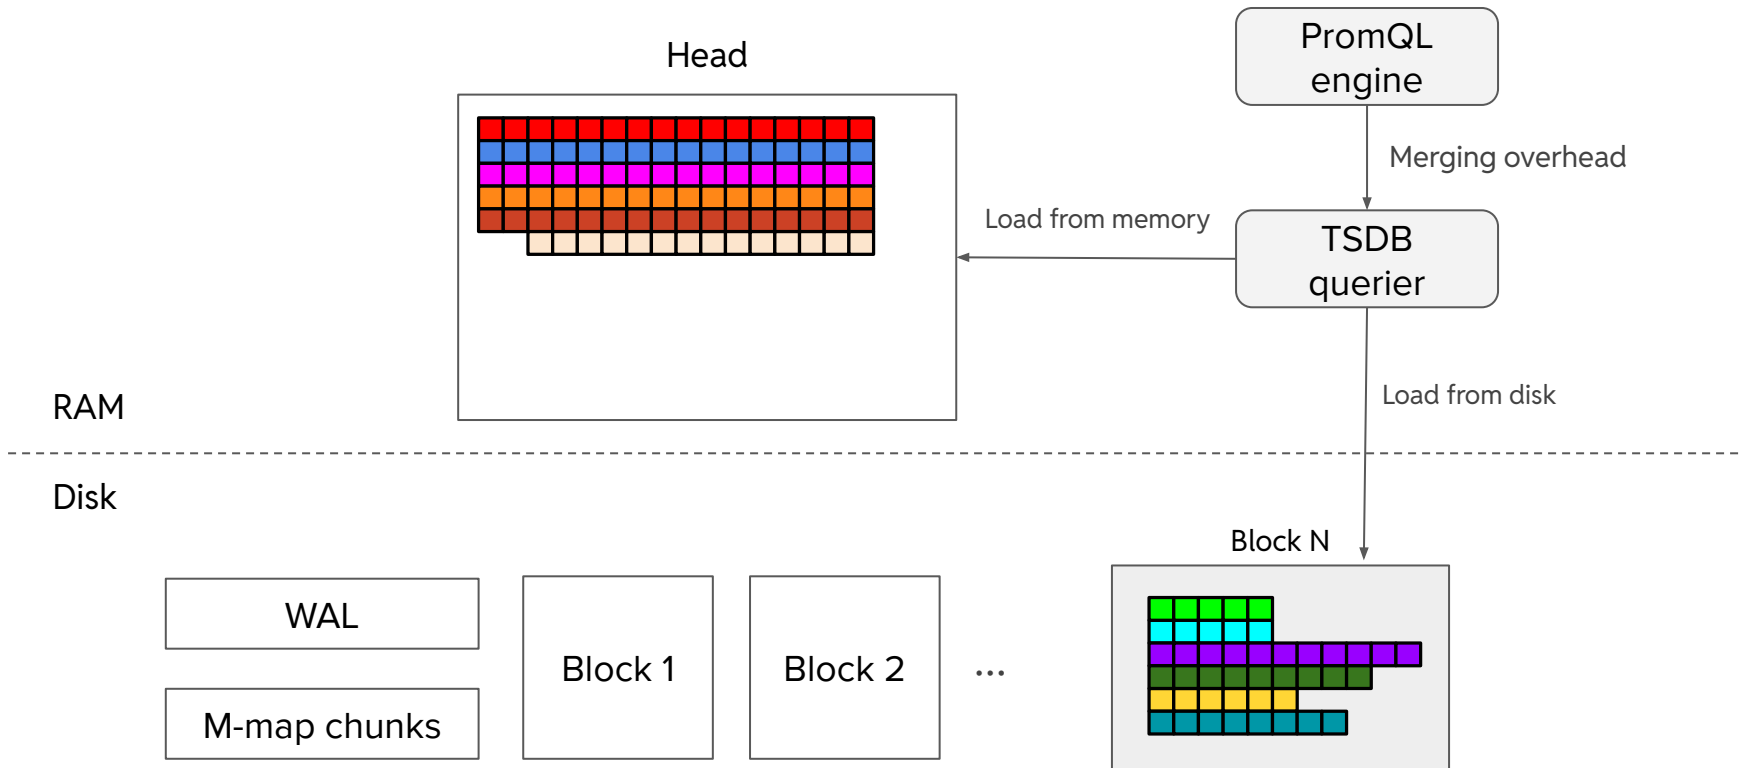 Head
PromQL
engine
Merging overhead
Load from memory
TSDB
querier
Load from disk
RAM
Disk
Block N
WAL
Block 1
Block 2
...
M-map chunks